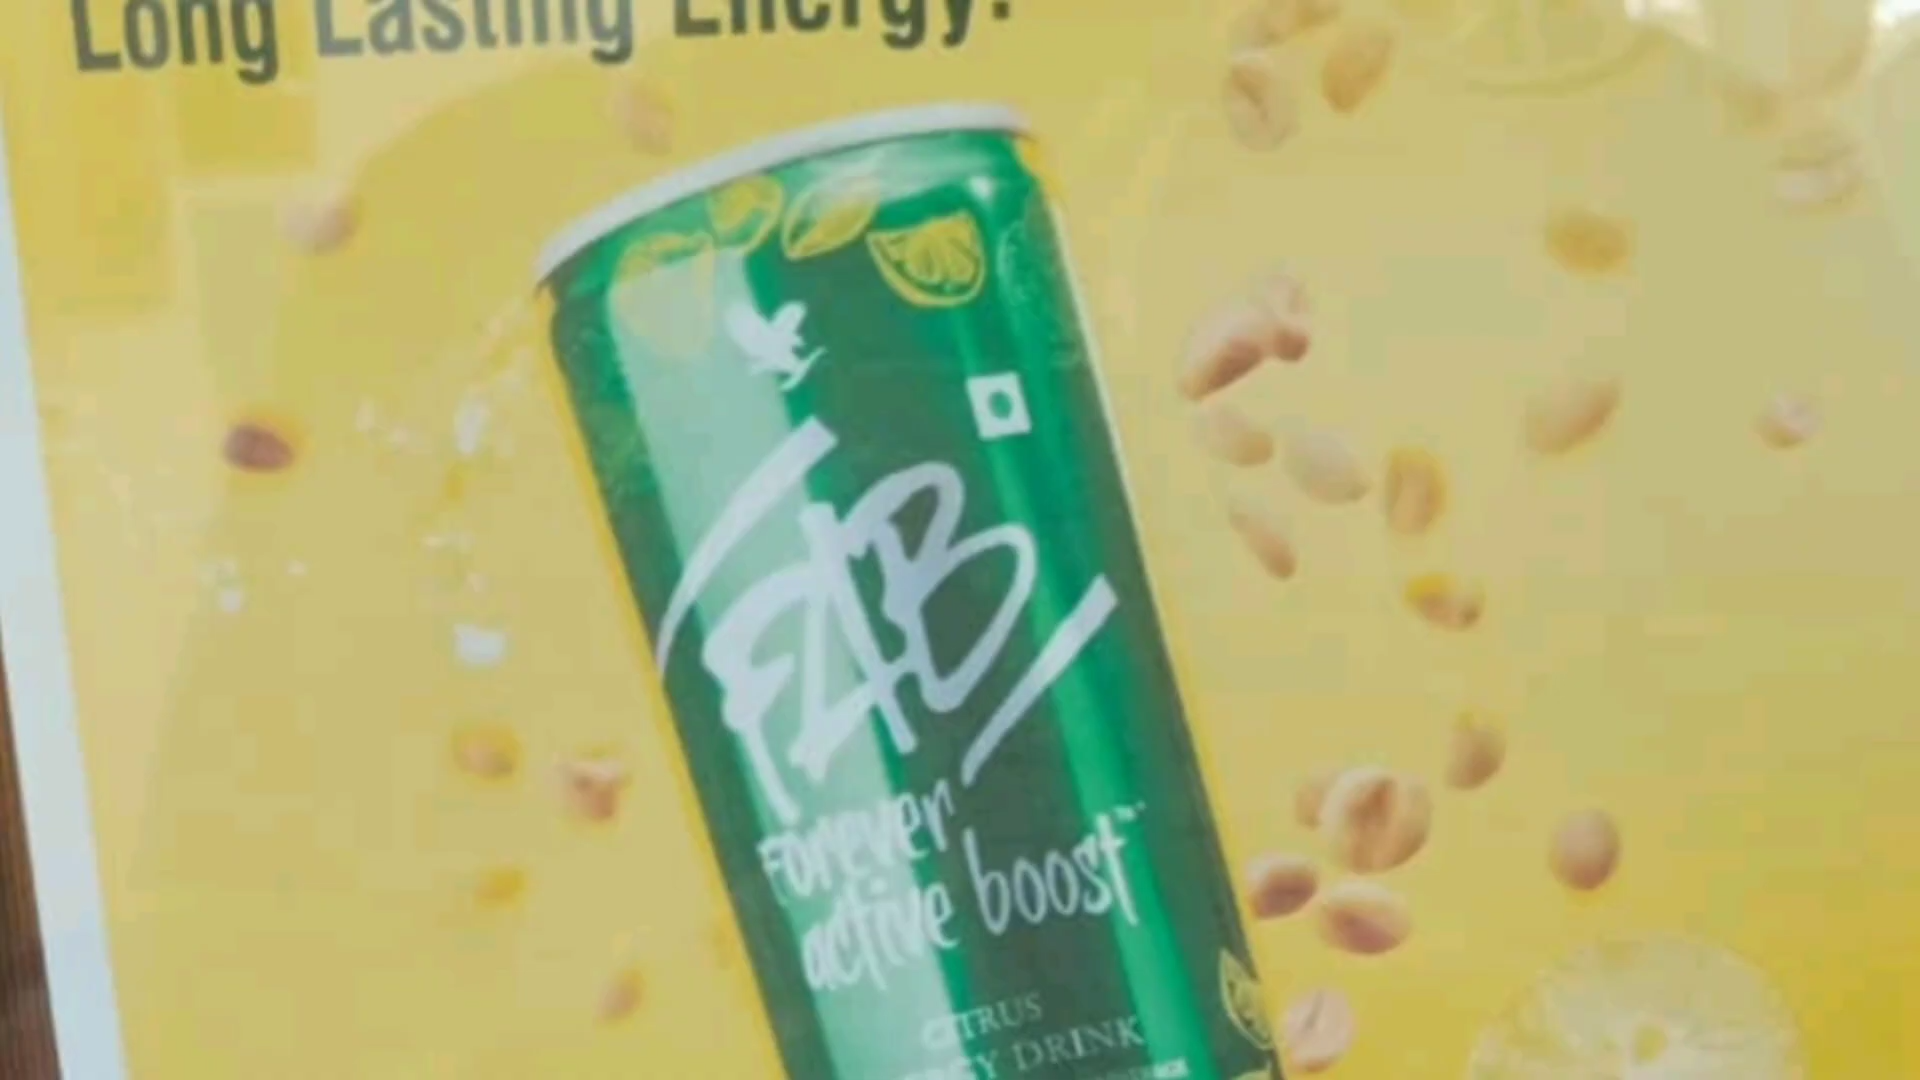 Long Lasting Energy.
FAB
Forever
active boost™
CITRUS
DRINK